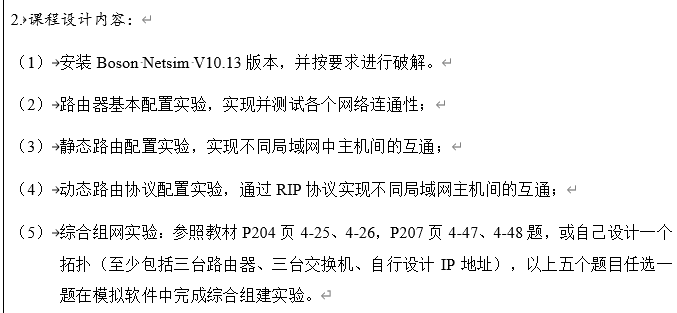 2.课程设计内容：
（1）安装 Boson Netsim V10.13 版本，并按要求进行破解。
（2）路由器基本配置实验，实现并测试各个网络连通性；
（3）静态路由配置实验，实现不同局域网中主机间的互通；
（4）动态路由协议配置实验，通过 RIP 协议实现不同局域网主机间的互通；
（5）综合组网实验：参照教材 P204 页 4-25、4-26，P207 页 4-47、4-48 题，或自己设计一个
拓扑（至少包括三台路由器、三台交换机、自行设计 IP 地址），以上五个题目任选一
题在模拟软件中完成综合组建实验。